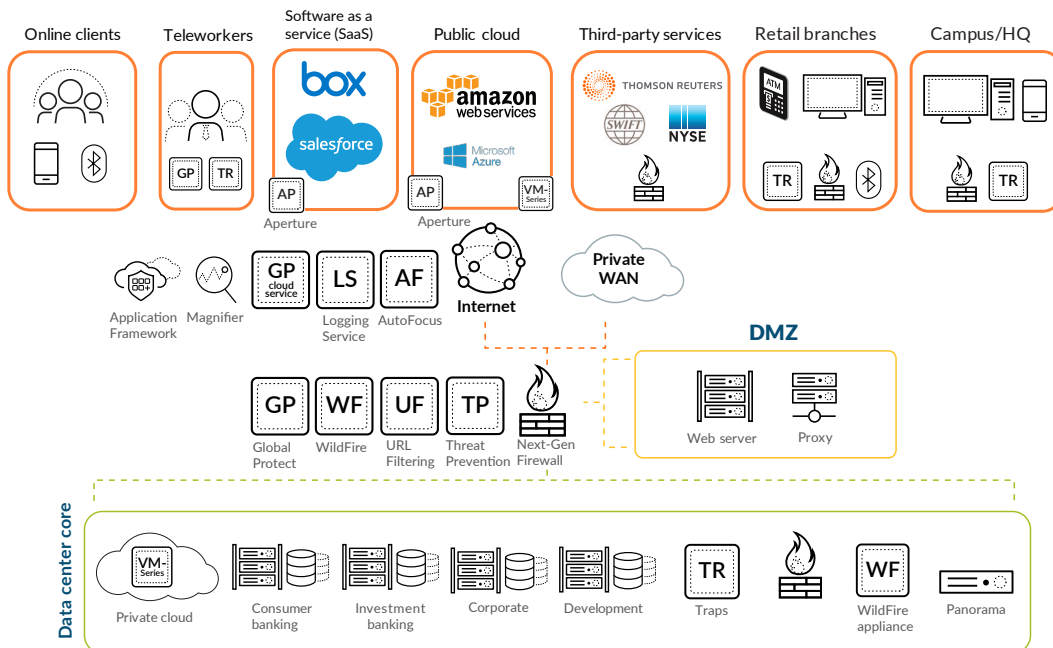 Online clients
Teleworkers
Software as a
service (SaaS)
Public cloud
Third-party services
Retail branches
Campus/HQ
GP
TR
box
salesforce
AP
Aperture
amazon
webservices
Microsoft
Azure
AP
VM-
Series
Aperture
THOMSON REUTERS
SWIFT
NYSE
ATM
TR
TR
Application
Framework
Magnifier
GP
cloud
service
LS
Logging
Service
AF
AutoFocus
Internet
Private
WAN
DMZ
GP
Global
Protect
WF
WildFire
UF
URL
Filtering
TP
Threat
Prevention
Next-Gen
Firewall
Web server
Proxy
Data center core
VM-
Series
Private cloud
Consumer
banking
Investment
banking
Corporate
Development
TR
Traps
WF
WildFire
appliance
Panorama